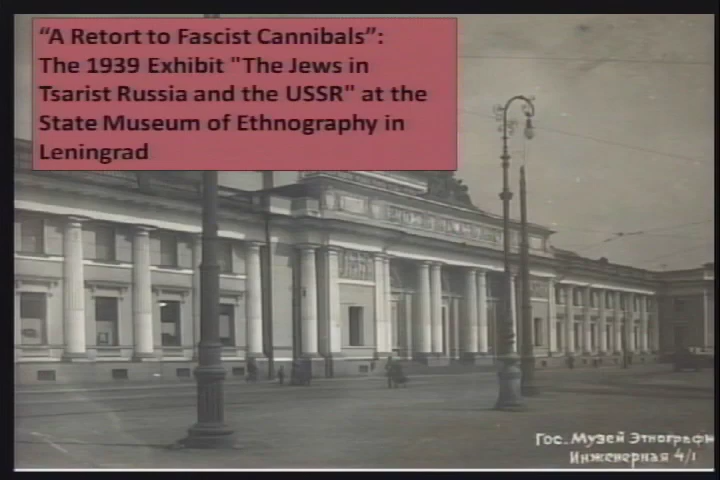 “A Retort to Fascist Cannibals”:
The 1939 Exhibit "The Jews in
Tsarist Russia and the USSR" at the
State Museum of Ethnography in
Leningrad
Гос. Музей Этнографи
Инженерная 4/1